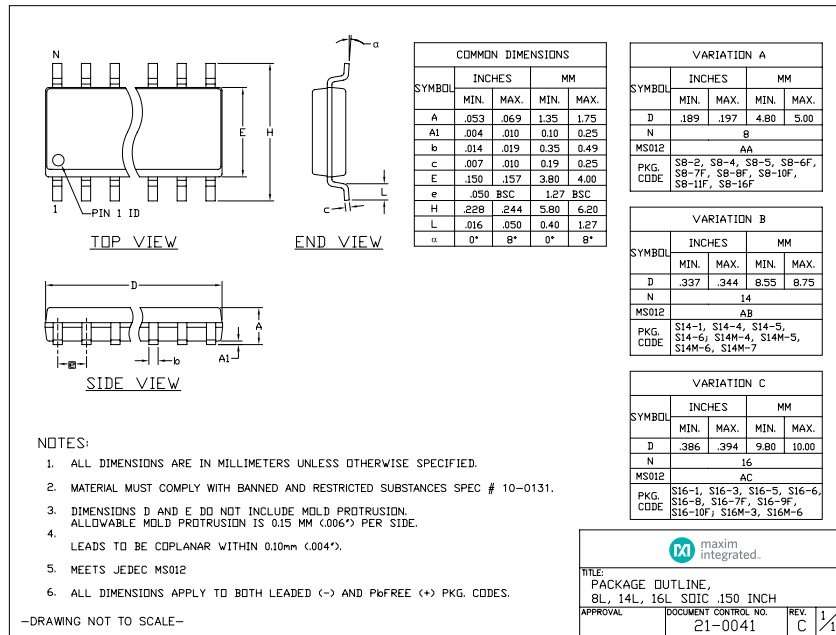 N
α
E
H
L
c
1
PIN 1 ID
TOP VIEW
END VIEW
D
A
A1
e
b
SIDE VIEW
COMMON DIMENSIONS
SYMBOL INCHES MM
MIN. MAX. MIN. MAX.
A .053 .069 1.35 1.75
A1 .004 .010 0.10 0.25
b .014 .019 0.35 0.49
c .007 .010 0.19 0.25
E .150 .157 3.80 4.00
e .050 BSC 1.27 BSC
H .228 .244 5.80 6.20
L .016 .050 0.40 1.27
α 0° 8° 0° 8°
VARIATION A
SYMBOL INCHES MM
MIN. MAX. MIN. MAX.
D .189 .197 4.80 5.00
N 8
MS012 AA
PKG. CODE S8-2, S8-4, S8-5, S8-6F,
S8-7F, S8-8F, S8-10F,
S8-11F, S8-16F
VARIATION B
SYMBOL INCHES MM
MIN. MAX. MIN. MAX.
D .337 .344 8.55 8.75
N 14
MS012 AB
PKG. CODE S14-1, S14-4, S14-5,
S14-6; S14M-4, S14M-5,
S14M-6, S14M-7
VARIATION C
SYMBOL INCHES MM
MIN. MAX. MIN. MAX.
D .386 .394 9.80 10.00
N 16
MS012 AC
PKG. CODE S16-1, S16-3, S16-5, S16-6,
S16-8, S16-7F, S16-9F,
S16-10F; S16M-3, S16M-6
NOTES:
1. ALL DIMENSIONS ARE IN MILLIMETERS UNLESS OTHERWISE SPECIFIED.
2. MATERIAL MUST COMPLY WITH BANNED AND RESTRICTED SUBSTANCES SPEC # 10-0131.
3. DIMENSIONS D AND E DO NOT INCLUDE MOLD PROTRUSION.
ALLOWABLE MOLD PROTRUSION IS 0.15 MM (.006") PER SIDE.
4.
LEADS TO BE COPLANAR WITHIN 0.10mm (.004").
5. MEETS JEDEC MS012
6. ALL DIMENSIONS APPLY TO BOTH LEADED (-) AND PbFREE (+) PKG. CODES.
-DRAWING NOT TO SCALE-
maxim
integrated™
TITLE:
PACKAGE OUTLINE,
8L, 14L, 16L SOIC .150 INCH
APPROVAL DOCUMENT CONTROL NO. REV.
21-0041 C 1/1